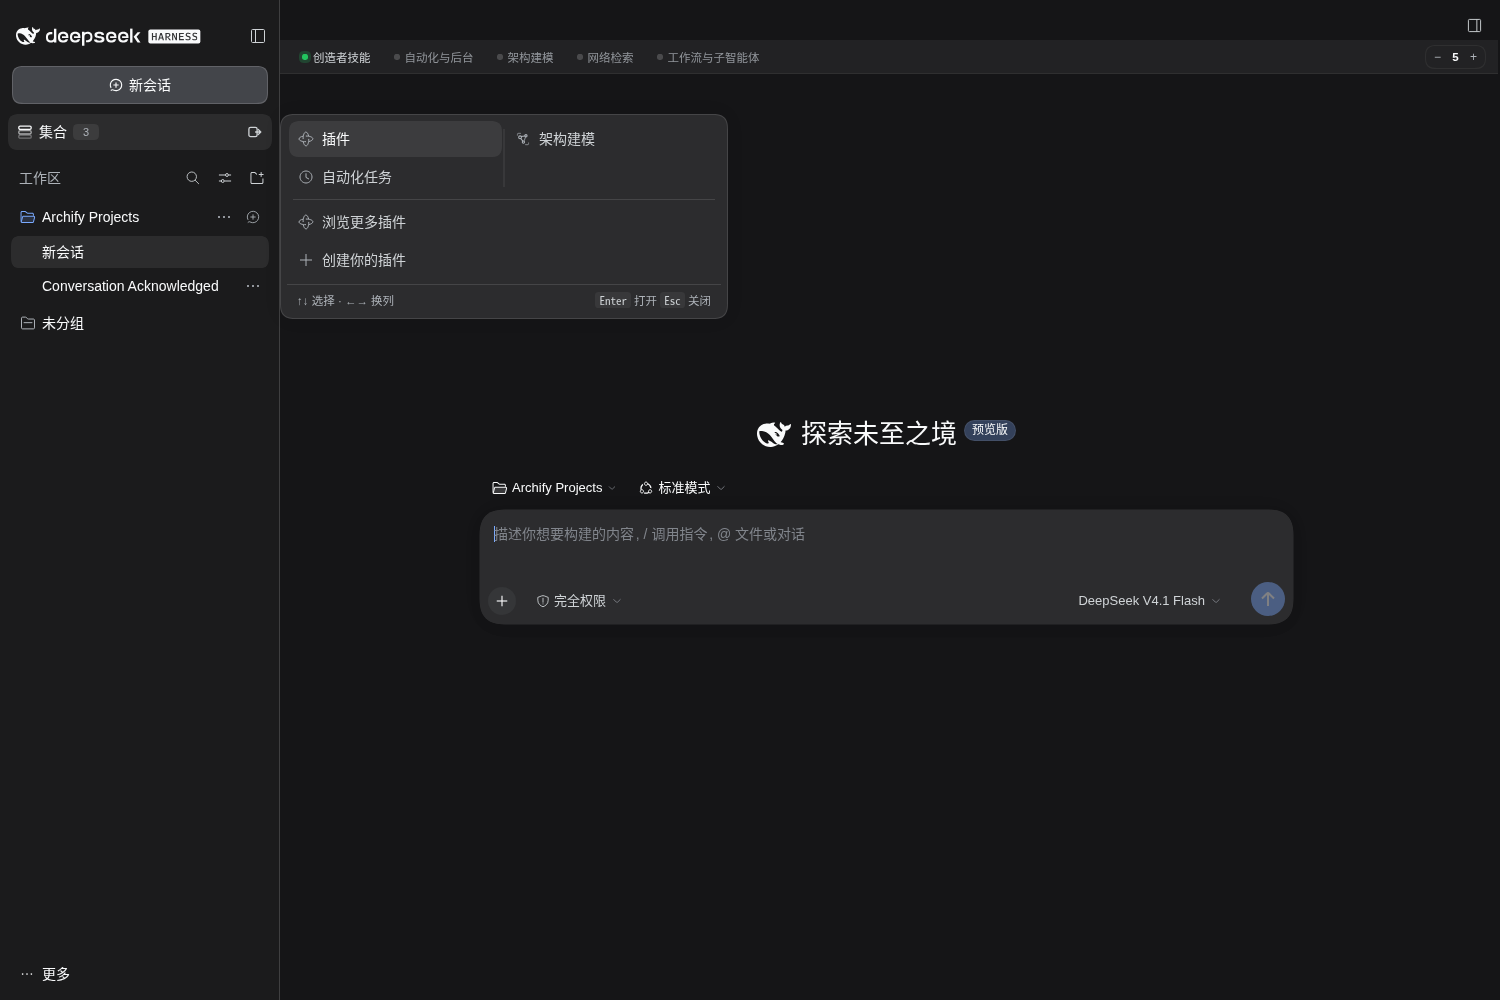 deepseek HARNESS
新会话
集合 3
工作区
Archify Projects
新会话
Conversation Acknowledged
未分组
更多
创造者技能 自动化与后台 架构建模 网络检索 工作流与子智能体
− 5 +
插件
自动化任务
架构建模
浏览更多插件
创建你的插件
↑↓ 选择 · ←→ 换列 Enter 打开 Esc 关闭
探索未至之境 预览版
Archify Projects 标准模式
描述你想要构建的内容, / 调用指令, @ 文件或对话
完全权限 DeepSeek V4.1 Flash